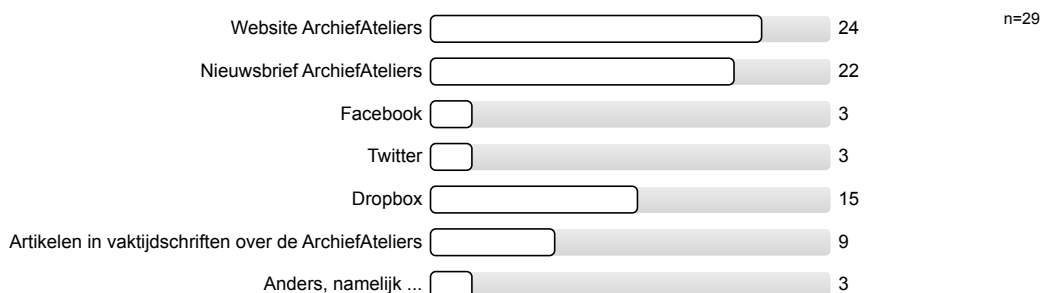 Website ArchiefAteliers 24 n=29
Nieuwsbrief ArchiefAteliers 22
Facebook 3
Twitter 3
Dropbox 15
Artikelen in vaktijdschriften over de ArchiefAteliers 9
Anders, namelijk ... 3